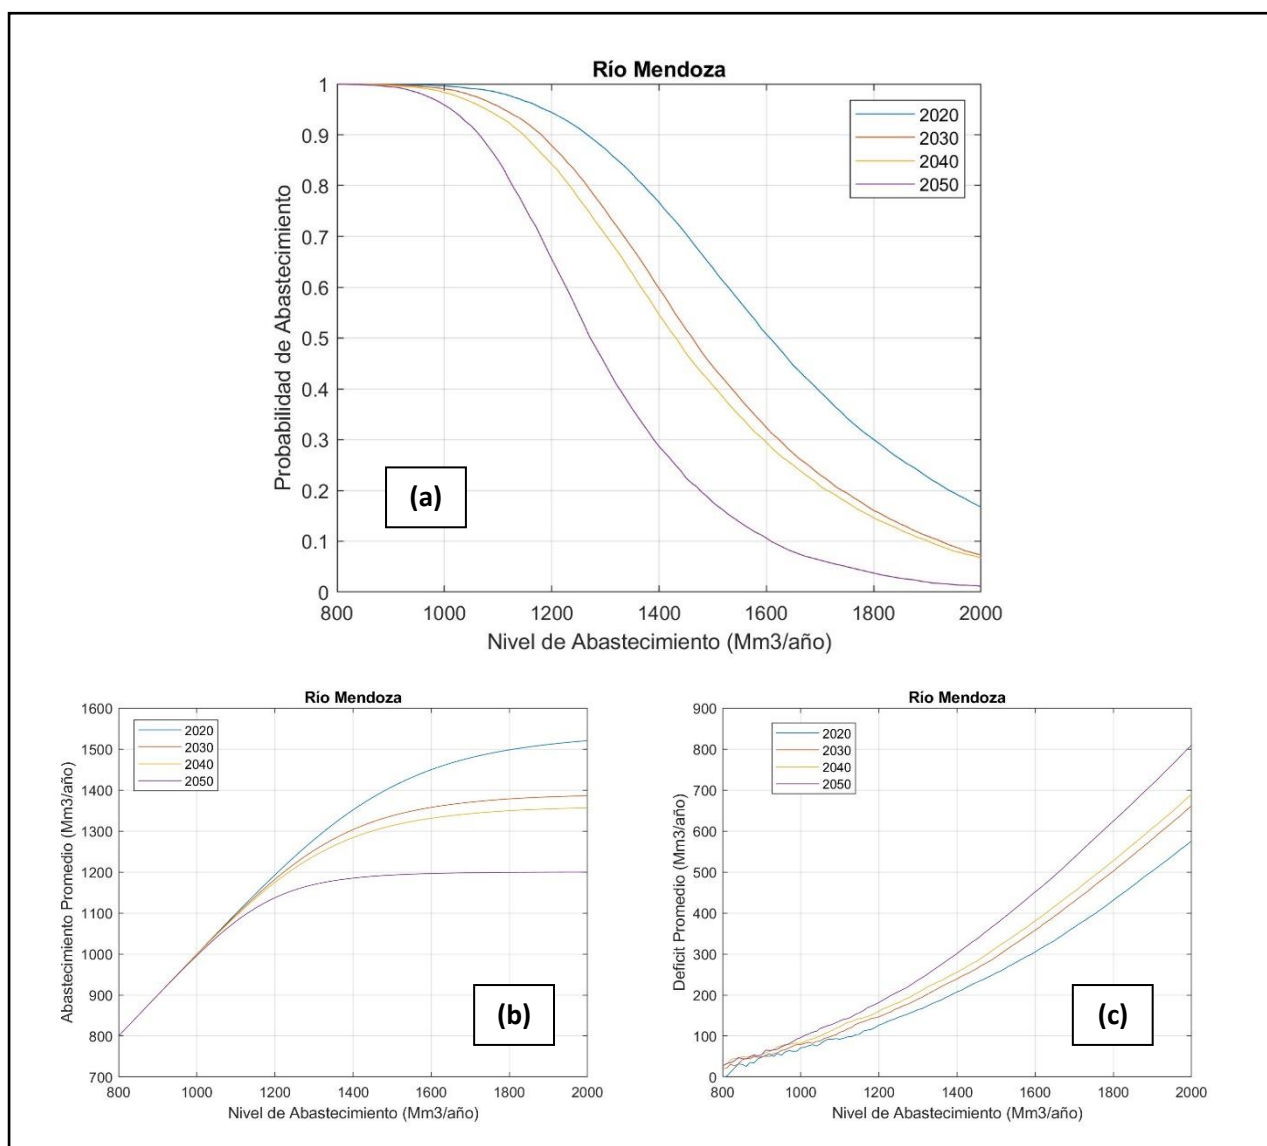 Río Mendoza
1
0.9
0.8
0.7
0.6
0.5
0.4
0.3
0.2
0.1
0
Probabilidad de Abastecimiento
2020
2030
2040
2050
(a)
800 1000 1200 1400 1600 1800 2000
Nivel de Abastecimiento (Mm3/año)
Río Mendoza
1600
1500
1400
1300
1200
1100
1000
900
800
700
Abastecimiento Promedio (Mm3/año)
2020
2030
2040
2050
(b)
800 1000 1200 1400 1600 1800 2000
Nivel de Abastecimiento (Mm3/año)
Río Mendoza
900
800
700
600
500
400
300
200
100
0
Deficit Promedio (Mm3/año)
2020
2030
2040
2050
(c)
800 1000 1200 1400 1600 1800 2000
Nivel de Abastecimiento (Mm3/año)